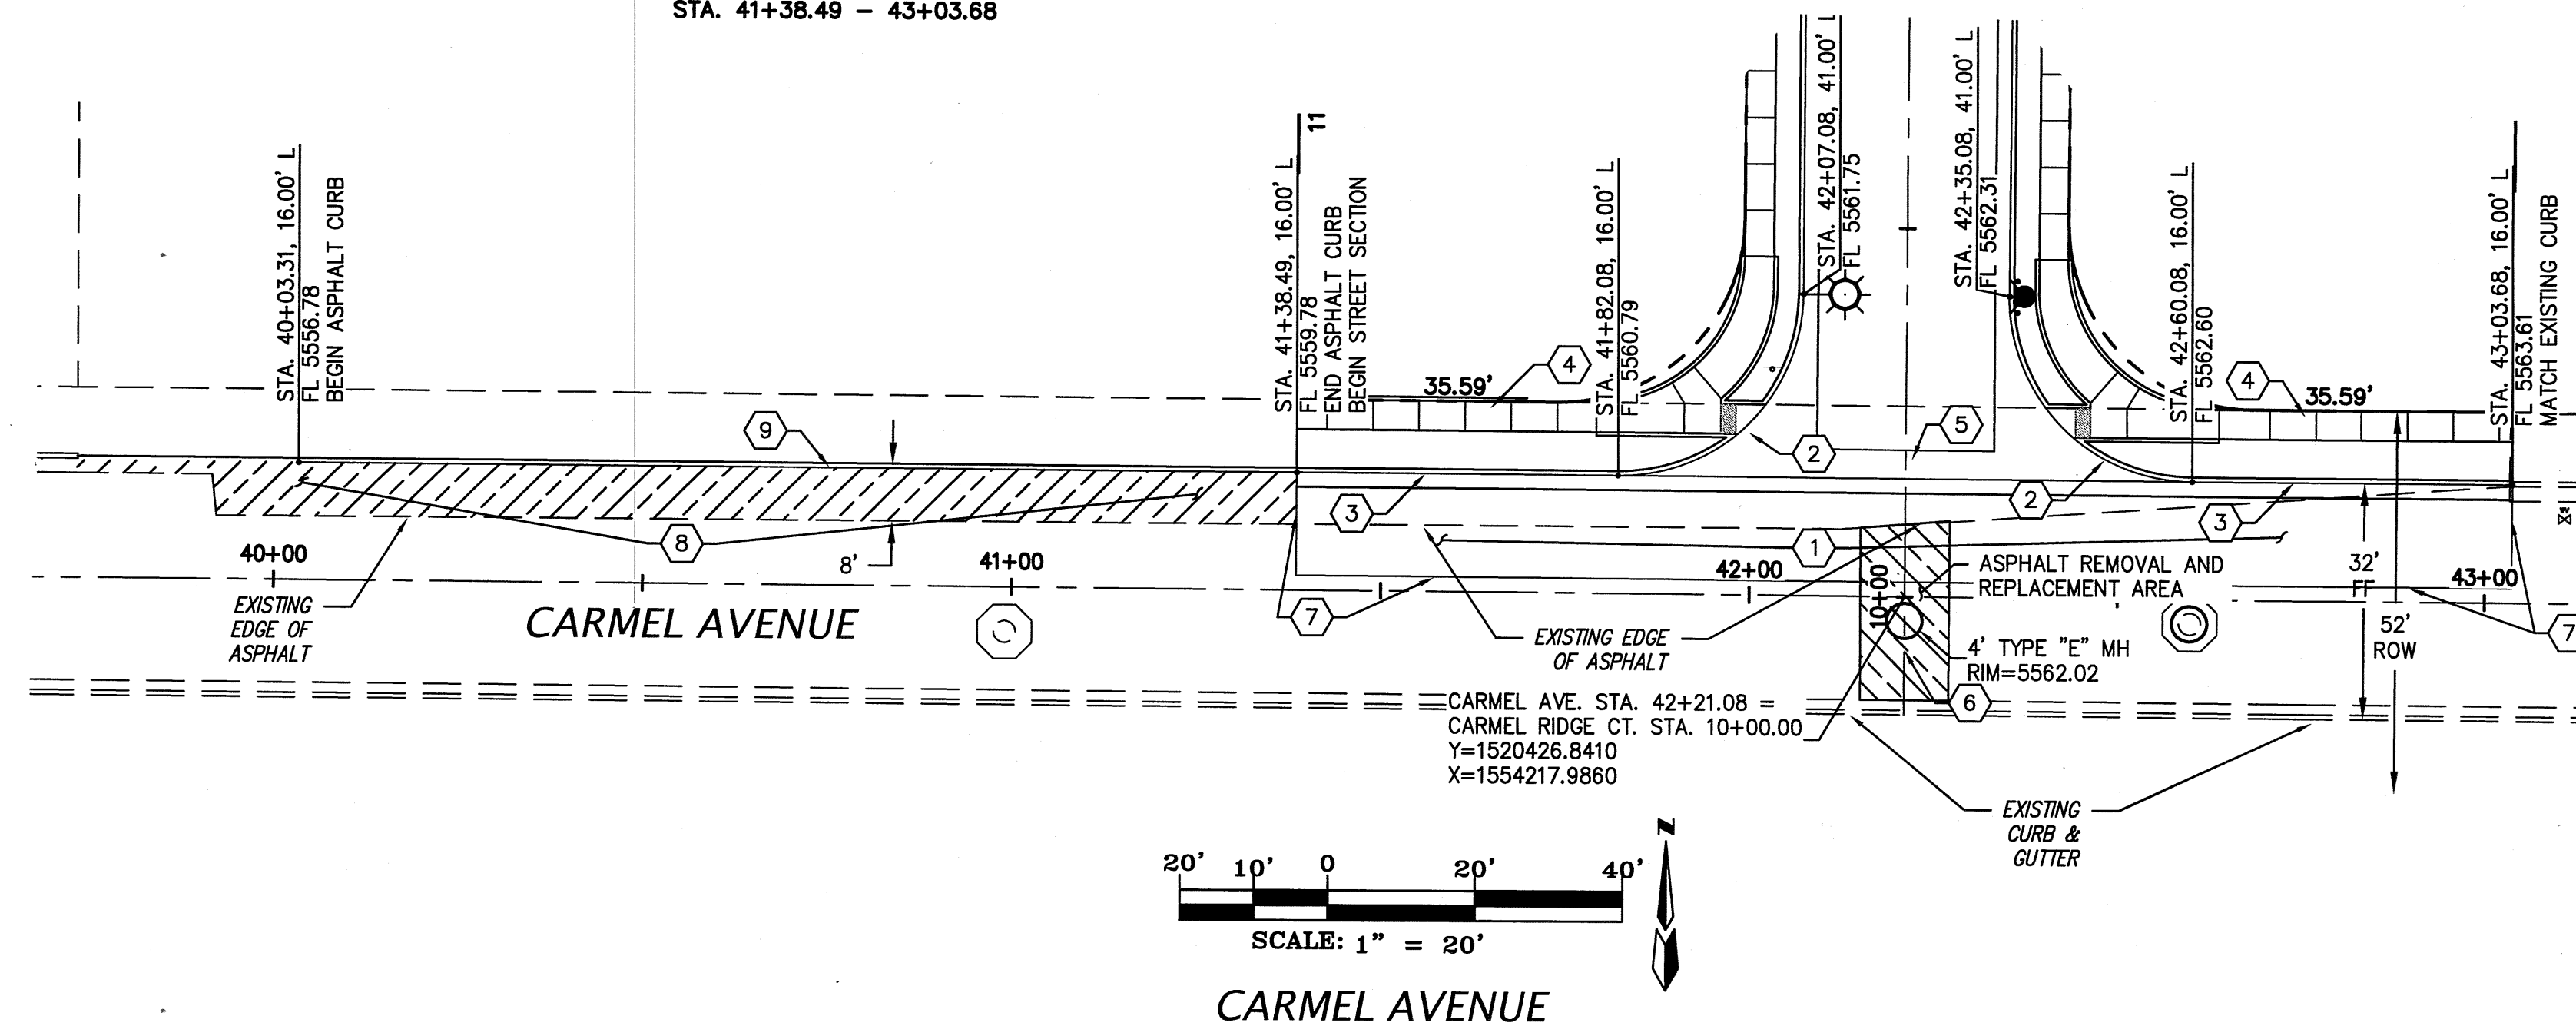 STA. 41+38.49 – 43+03.68
STA. 40+03.31, 16.00' L
FL 5556.78
BEGIN ASPHALT CURB
STA. 41+38.49, 16.00' L
FL 5559.78
END ASPHALT CURB
BEGIN STREET SECTION
11
STA. 41+82.08, 16.00' L
FL 5560.79
STA. 42+07.08, 41.00' L
FL 5561.75
STA. 42+35.08, 41.00' L
FL 5562.31
STA. 42+60.08, 16.00' L
FL 5562.60
STA. 43+03.68, 16.00' L
FL 5563.61
MATCH EXISTING CURB
35.59'
4
4
35.59'
9
2
5
3
2
3
8
1
40+00
8'
41+00
42+00
10+00
43+00
ASPHALT REMOVAL AND
REPLACEMENT AREA
32'
FF
52'
ROW
EXISTING
EDGE OF
ASPHALT
CARMEL AVENUE
7
7
EXISTING EDGE
OF ASPHALT
4' TYPE "E" MH
RIM=5562.02
6
CARMEL AVE. STA. 42+21.08 =
CARMEL RIDGE CT. STA. 10+00.00
Y=1520426.8410
X=1554217.9860
EXISTING
CURB &
GUTTER
20' 10' 0 20' 40'
N
SCALE: 1" = 20'
CARMEL AVENUE